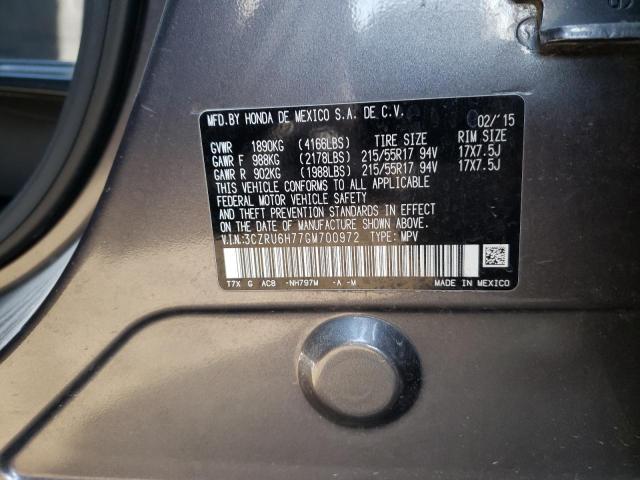 MFD.BY HONDA DE MEXICO S.A. DE C.V. 02/'15
GVWR 1890KG (4166LBS) TIRE SIZE RIM SIZE
GAWR F 988KG (2178LBS) 215/55R17 94V 17X7.5J
GAWR R 902KG (1988LBS) 215/55R17 94V 17X7.5J
THIS VEHICLE CONFORMS TO ALL APPLICABLE
FEDERAL MOTOR VEHICLE SAFETY
AND THEFT PREVENTION STANDARDS IN EFFECT
ON THE DATE OF MANUFACTURE SHOWN ABOVE.
V.I.N:3CZRU6H77GM700972 TYPE: MPV
T7X G AC8 -NH797M -A -M MADE IN MEXICO